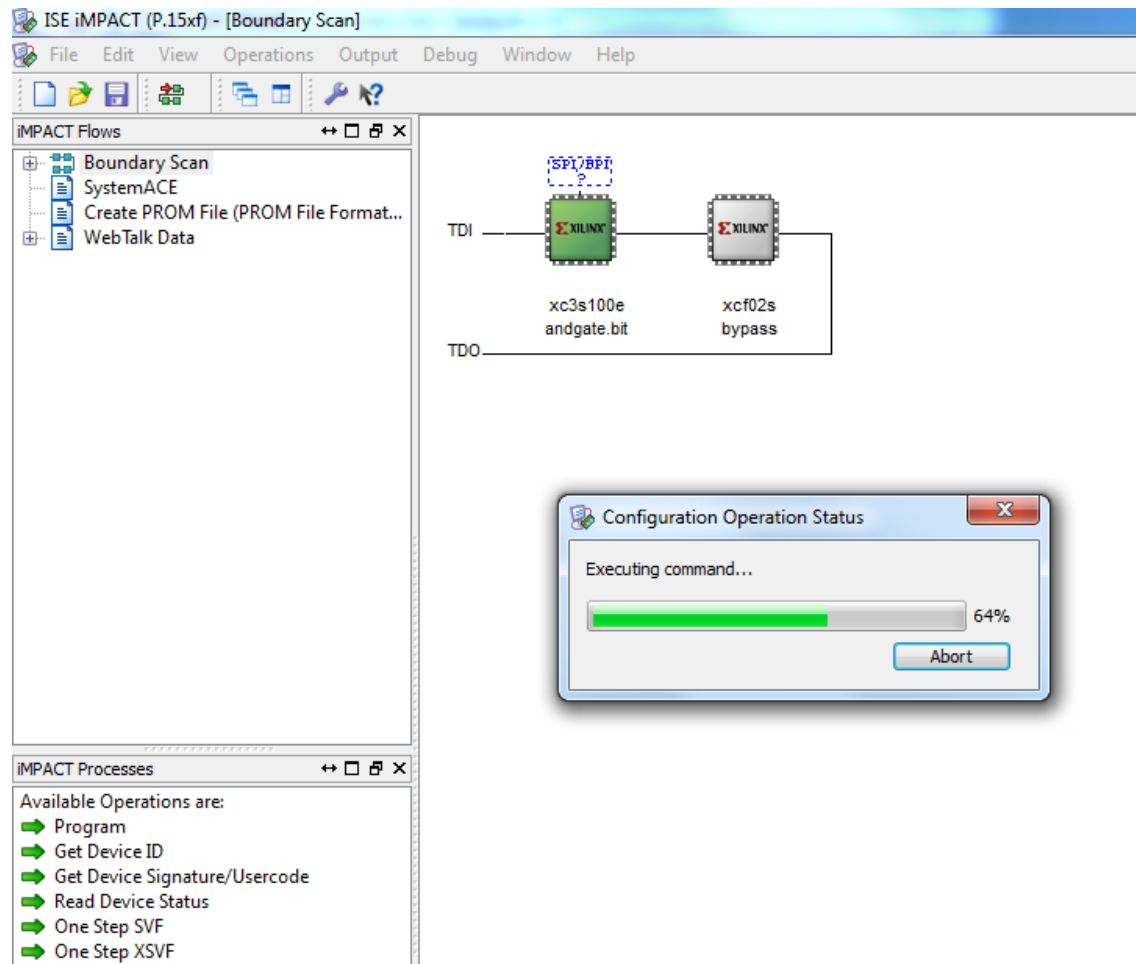 ISE iMPACT (P.15xf) - [Boundary Scan]
File Edit View Operations Output Debug Window Help
iMPACT Flows
Boundary Scan
SystemACE
Create PROM File (PROM File Format...
WebTalk Data
SPI/BPI
?
TDI
XILINX
XILINX
xc3s100e
andgate.bit
xcf02s
bypass
TDO
Configuration Operation Status
Executing command...
64%
Abort
iMPACT Processes
Available Operations are:
Program
Get Device ID
Get Device Signature/Usercode
Read Device Status
One Step SVF
One Step XSVF